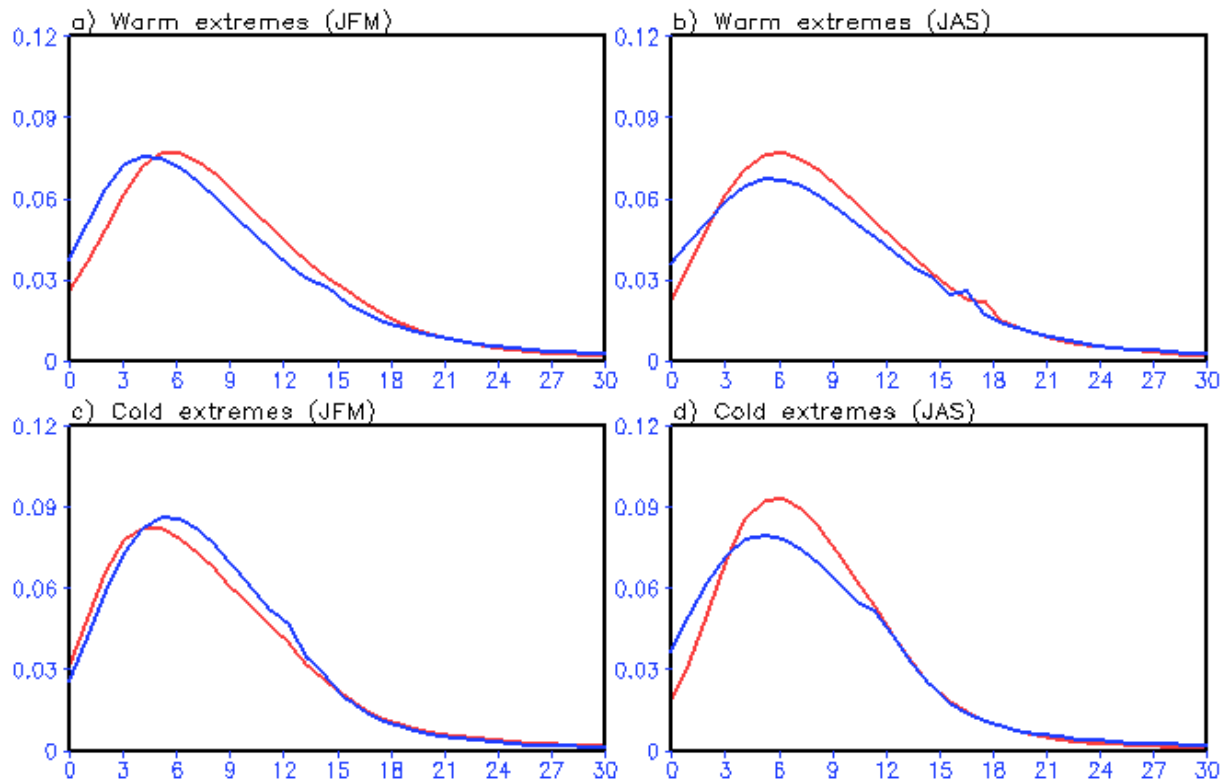 a) Warm extremes (JFM)
0.12
0.09
0.06
0.03
0
0 3 6 9 12 15 18 21 24 27 30
b) Warm extremes (JAS)
0.12
0.09
0.06
0.03
0
0 3 6 9 12 15 18 21 24 27 30
c) Cold extremes (JFM)
0.12
0.09
0.06
0.03
0
0 3 6 9 12 15 18 21 24 27 30
d) Cold extremes (JAS)
0.12
0.09
0.06
0.03
0
0 3 6 9 12 15 18 21 24 27 30